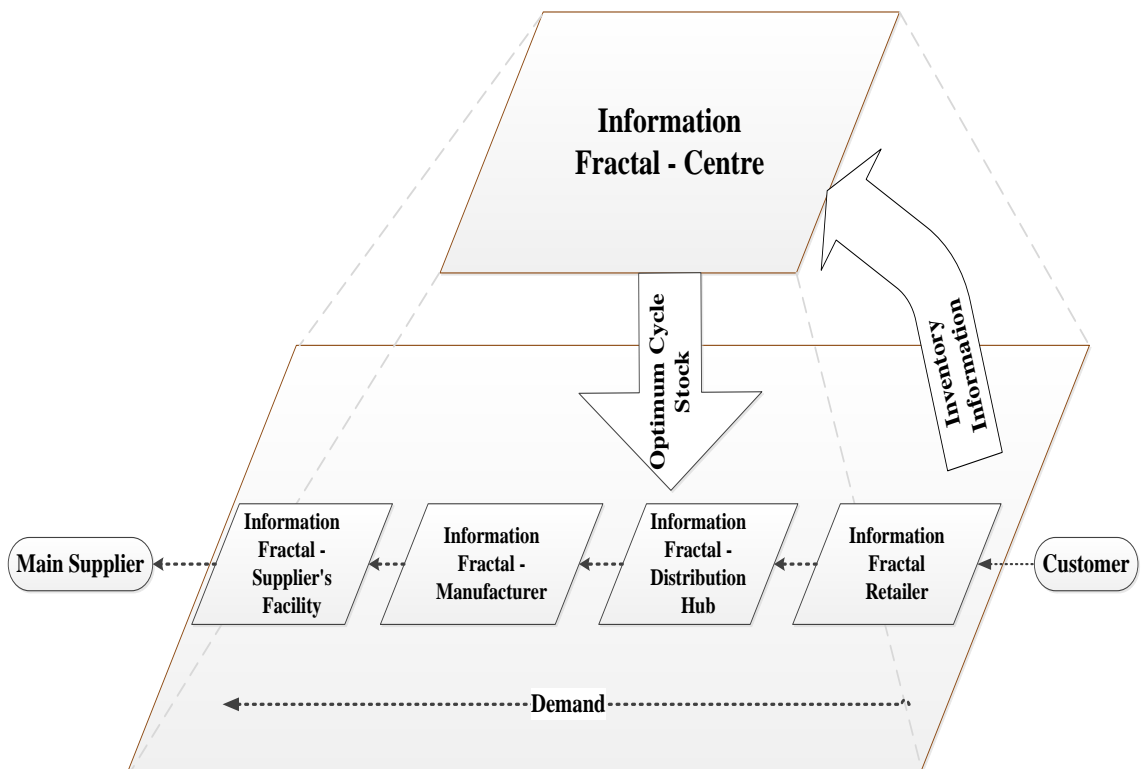 Information
Fractal - Centre
Optimum Cycle
Stock
Inventory
Information
Main Supplier
Information
Fractal -
Supplier's
Facility
Information
Fractal -
Manufacturer
Information
Fractal -
Distribution
Hub
Information
Fractal
Retailer
Customer
Demand